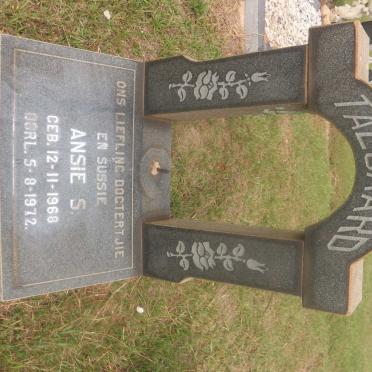 TALJAARD
ONS LIEFLING DOGTERTJIE
EN SUSSIE
ANSIE S.
GEB. 12-11-1968
OORL. 5-8-1972.